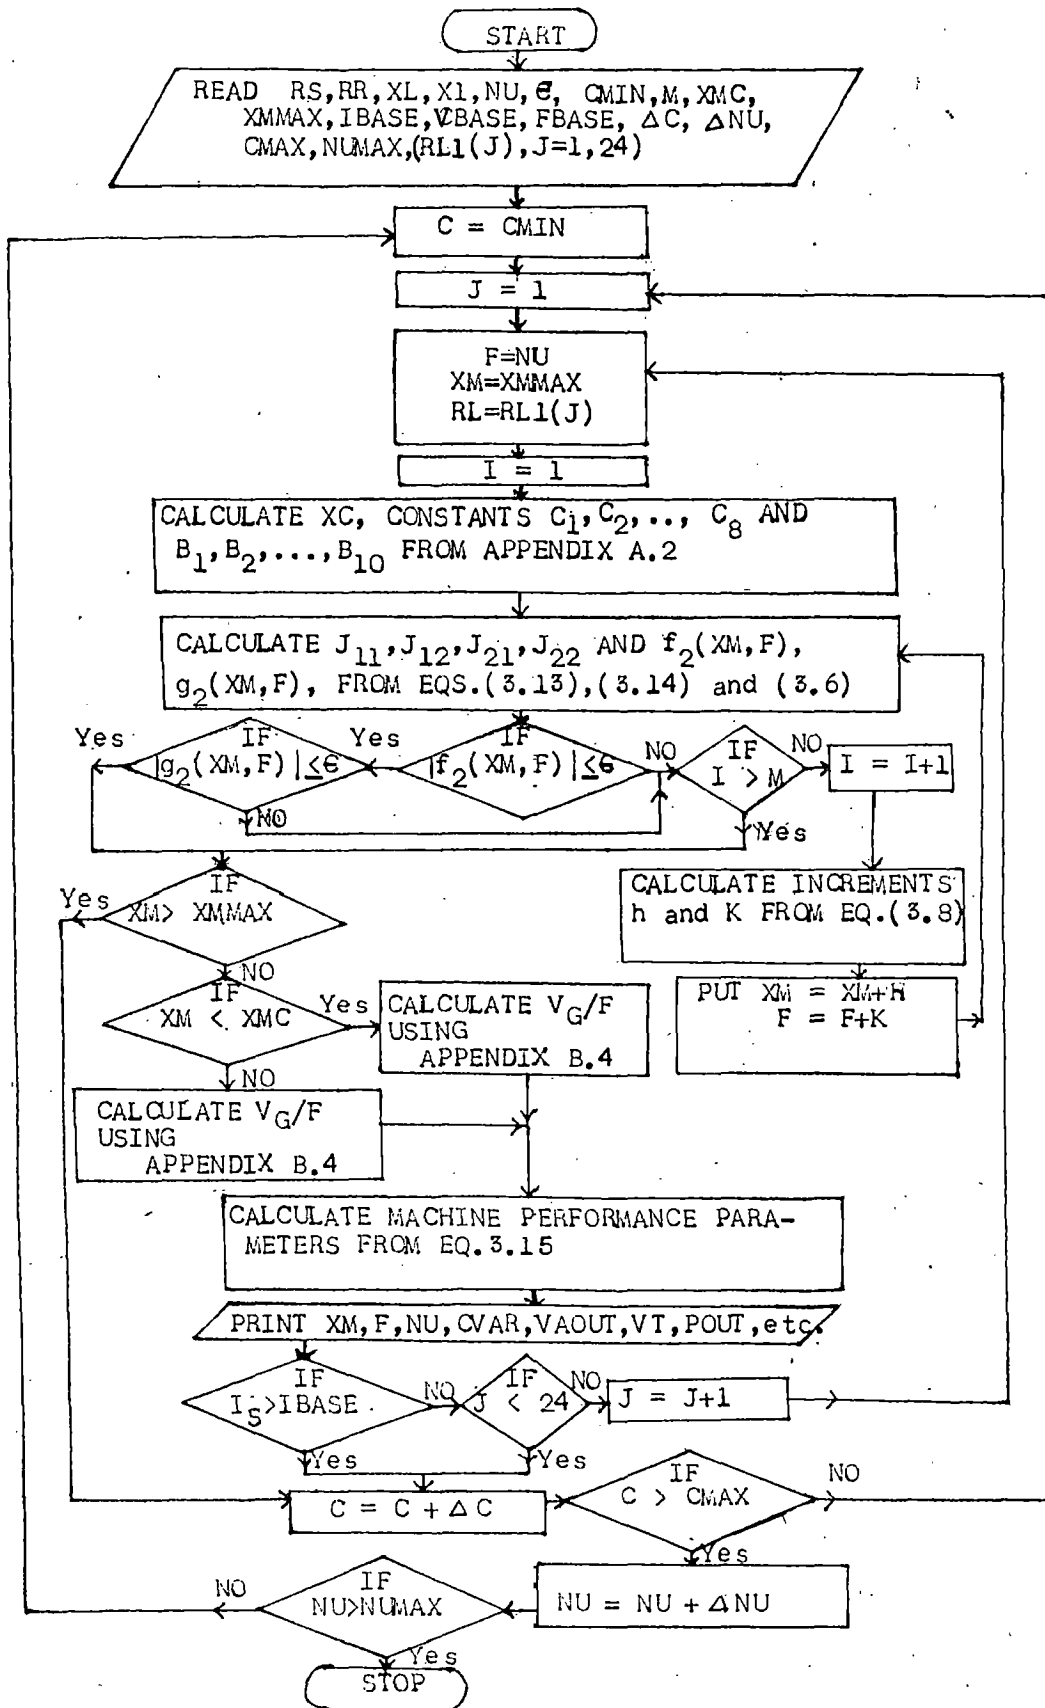 START
READ RS,RR,XL,X1,NU,ϵ, CMIN,M,XMC,
XMMAX,IBASE,VBASE,FBASE, ΔC, ΔNU,
CMAX,NUMAX,(RL1(J),J=1,24)
C = CMIN
J = 1
F=NU
XM=XMMAX
RL=RL1(J)
I = 1
CALCULATE XC, CONSTANTS C1,C2,.., C8 AND
B1,B2,...,B10 FROM APPENDIX A.2
CALCULATE J11,J12,J21,J22 AND f2(XM,F),
g2(XM,F), FROM EQS.(3.13),(3.14) and (3.6)
Yes
IF
|g2(XM,F)|≤ϵ
NO
Yes
IF
|f2(XM,F)|≤ϵ
NO
IF
I > M
NO
Yes
I = I+1
CALCULATE INCREMENTS
h and K FROM EQ.(3.8)
PUT XM = XM+H
F = F+K
Yes
IF
XM> XMMAX
NO
IF
XM < XMC
Yes
NO
CALCULATE VG/F
USING
APPENDIX B.4
CALCULATE VG/F
USING
APPENDIX B.4
CALCULATE MACHINE PERFORMANCE PARA-
METERS FROM EQ.3.15
PRINT XM,F,NU,CVAR,VAOUT,VT,POUT,etc.
IF
IS>IBASE
NO
Yes
IF
J < 24
NO
Yes
J = J+1
C = C + ΔC
IF
C > CMAX
NO
Yes
NU = NU + ΔNU
IF
NU>NUMAX
NO
Yes
STOP